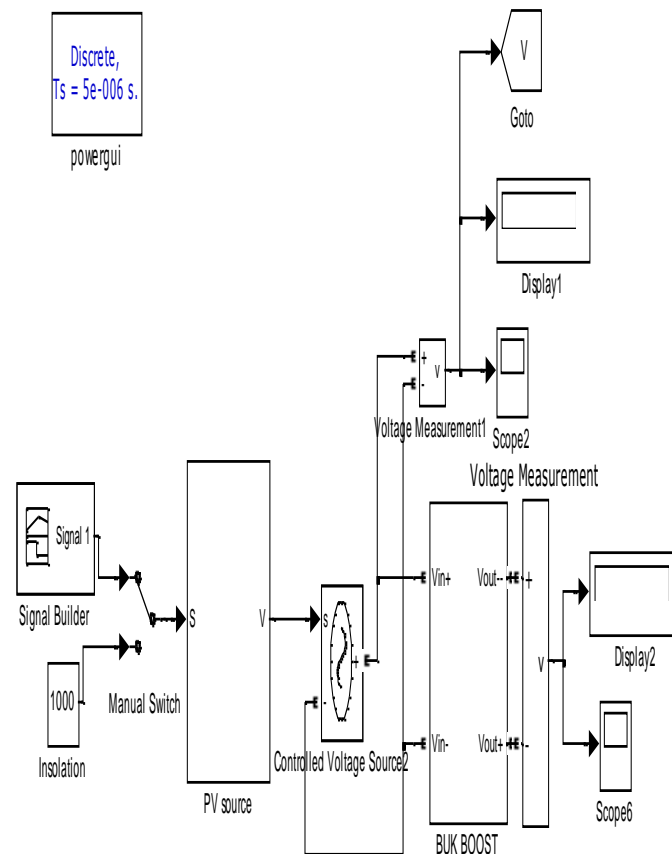 Discrete,
Ts = 5e-006 s.
powergui
V
Goto
Display1
+
v
-
Voltage Measurement1
Scope2
Voltage Measurement
Signal 1
Signal Builder
1000
Insolation
Manual Switch
S
V
PV source
s
+
-
Controlled Voltage Source2
Vin+
Vout--
Vin-
Vout+
BUK BOOST
+
v
-
Display2
Scope6